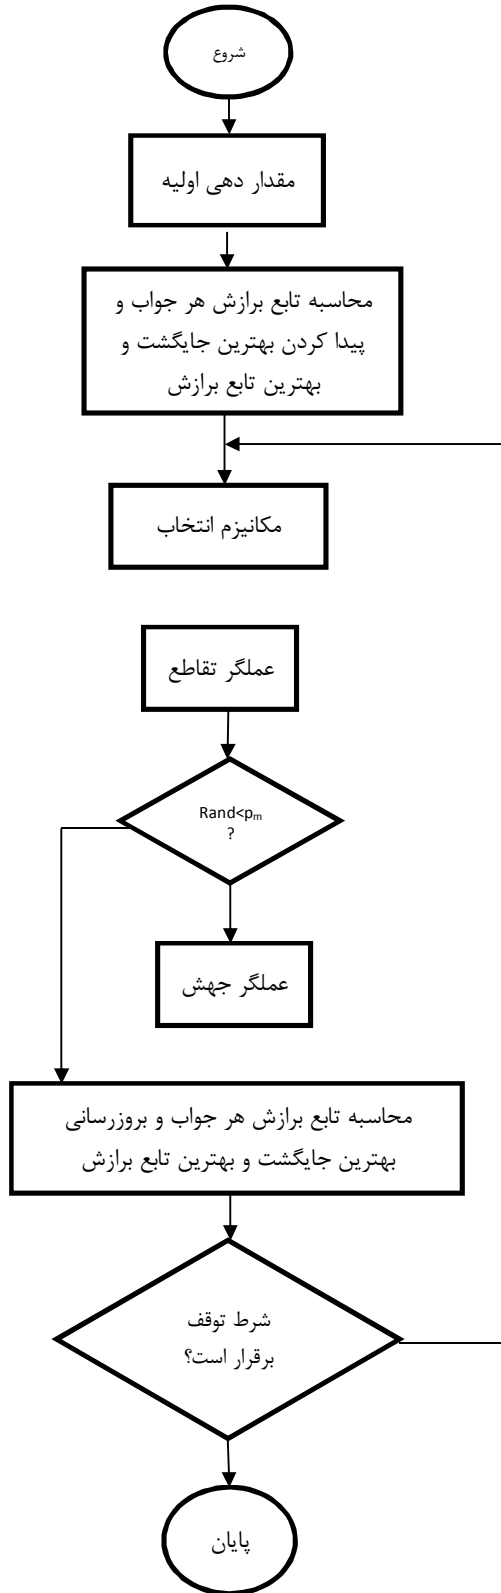 شروع
مقدار دهی اولیه
محاسبه تابع برازش هر جواب و
پیدا کردن بهترین جایگشت و
بهترین تابع برازش
مکانیزم انتخاب
عملگر تقاطع
Rand<pₘ
?
عملگر جهش
محاسبه تابع برازش هر جواب و بروزرسانی
بهترین جایگشت و بهترین تابع برازش
شرط توقف
برقرار است؟
پایان